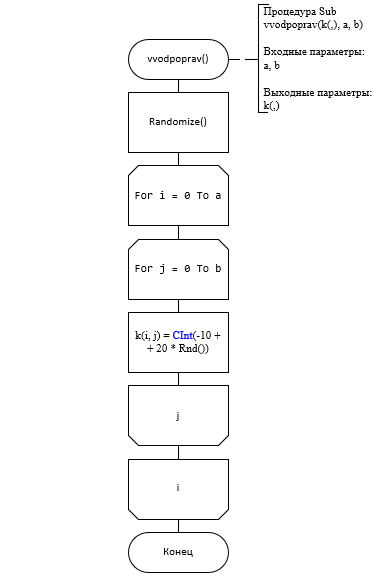 Процедура Sub
vvodpoprav(k(,), a, b)
Входные параметры:
a, b
Выходные параметры:
k(,)
vvodpoprav()
Randomize()
For i = 0 To a
For j = 0 To b
k(i, j) = CInt(-10 +
+ 20 * Rnd())
j
i
Конец